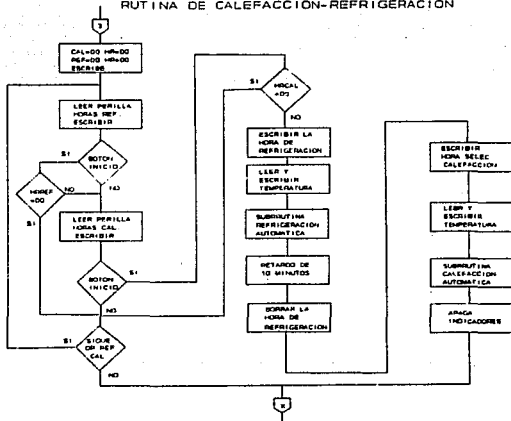 RUTINA DE CALEFACCION-REFRIGERACION
3
CAL=00 HR=00
REF=00 HR=00
ESCRIBE
LEER PERILLA
HORAS REF.
ESCRIBIR
BOTON
INICIO
SI
NO
HRREF
=00
NO
SI
LEER PERILLA
HORAS CAL.
ESCRIBIR
BOTON
INICIO
SI
NO
SIGUE
OP REF
CAL
SI
NO
HRCAL
=00
SI
NO
ESCRIBIR LA
HORA DE
REFRIGERACION
LEER Y
ESCRIBIR
TEMPERATURA
SUBRUTINA
REFRIGERACION
AUTOMATICA
RETARDO DE
10 MINUTOS
BORRAR LA
HORA DE
REFRIGERACION
ESCRIBIR
HORA SELEC
CALEFACCION
LEER Y
ESCRIBIR
TEMPERATURA
SUBRUTINA
CALEFACCION
AUTOMATICA
APAGA
INDICADORES